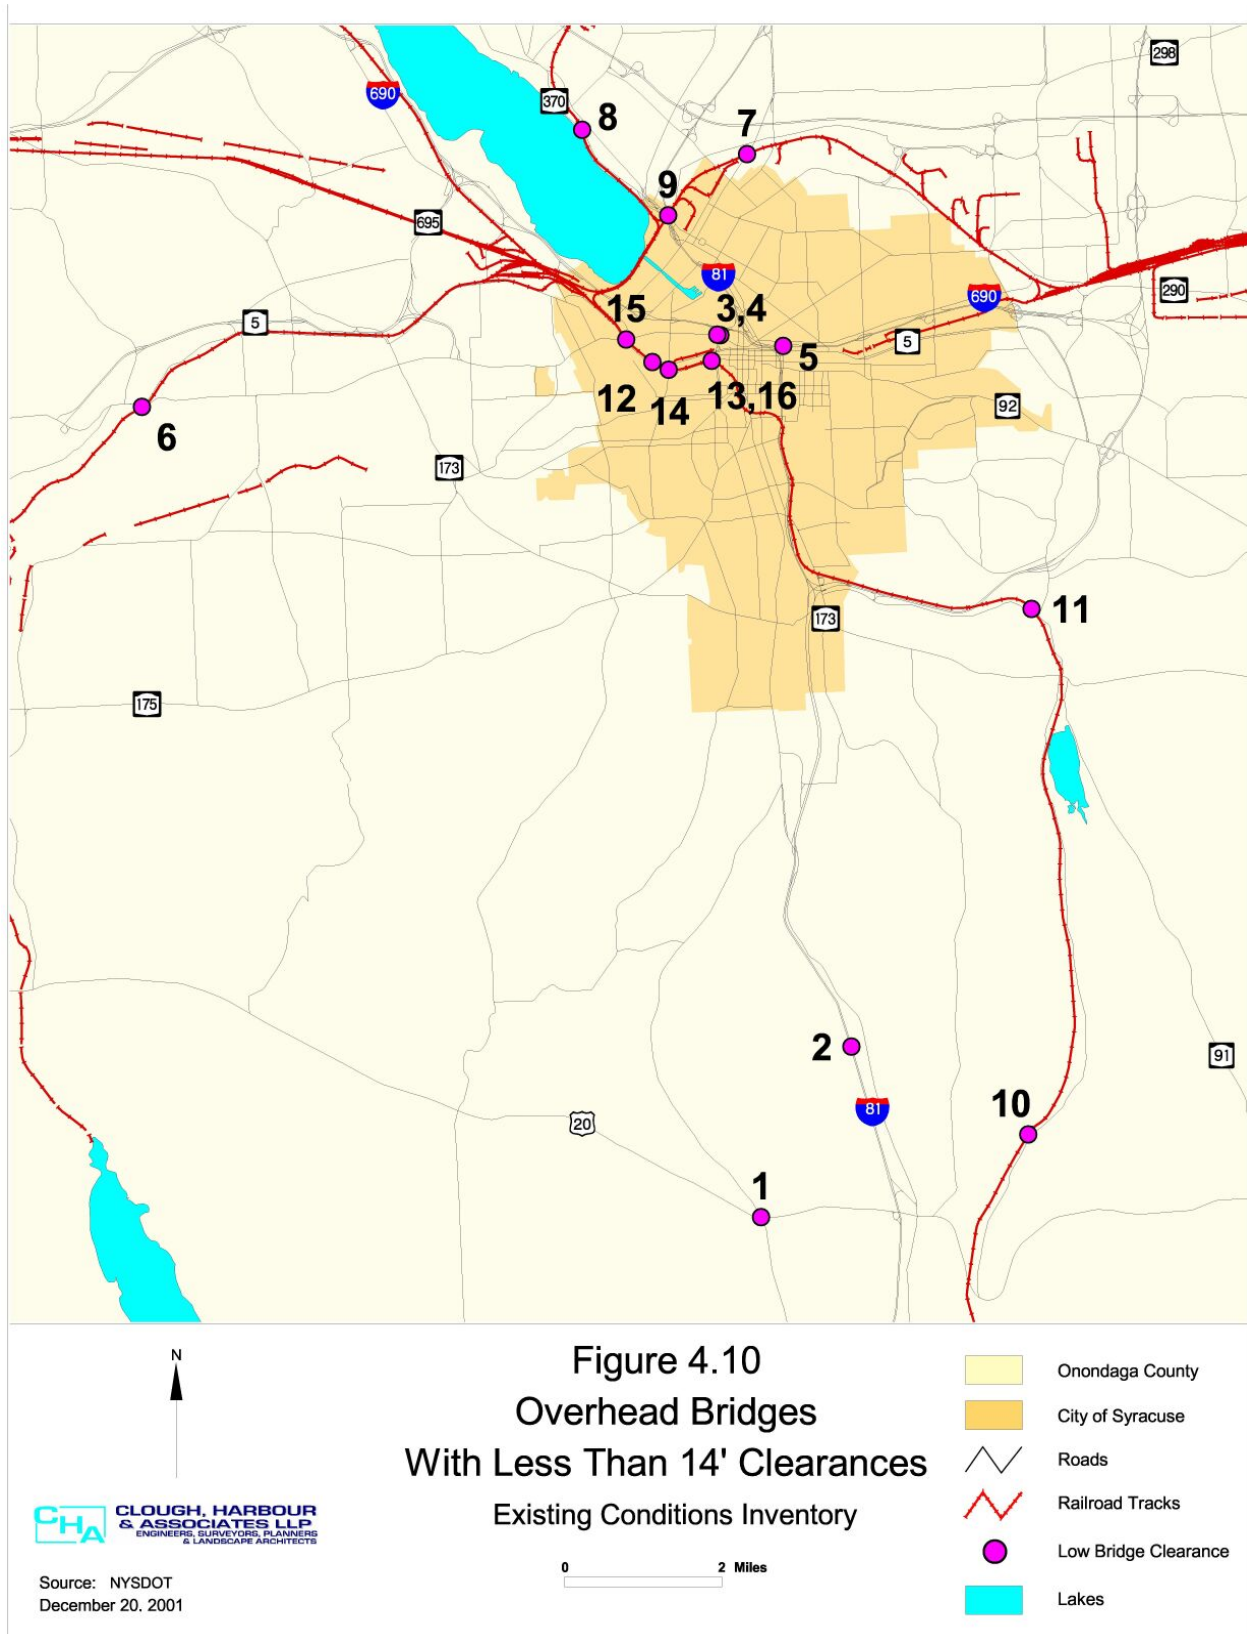 298
690
370
8
7
9
695
81
690
290
15
3,4
5
5
5
12
14
13,16
92
6
173
11
173
175
2
91
81
10
20
1
N
Figure 4.10
Overhead Bridges
With Less Than 14' Clearances
Existing Conditions Inventory
0 2 Miles
CHA
CLOUGH, HARBOUR
& ASSOCIATES LLP
ENGINEERS, SURVEYORS, PLANNERS
& LANDSCAPE ARCHITECTS
Source: NYSDOT
December 20. 2001
Onondaga County
City of Syracuse
Roads
Railroad Tracks
Low Bridge Clearance
Lakes